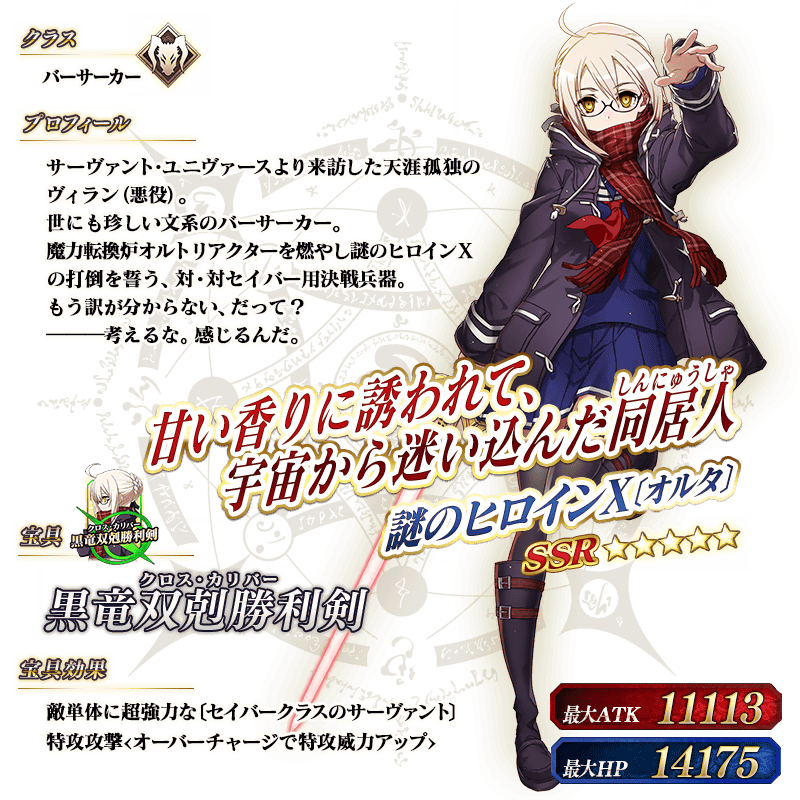 クラス
バーサーカー
プロフィール
サーヴァント・ユニヴァースより来訪した天涯孤独の
ヴィラン（悪役）。
世にも珍しい文系のバーサーカー。
魔力転換炉オルトリアクターを燃やし謎のヒロインX
の打倒を誓う、対・対セイバー用決戦兵器。
もう訳が分からない、だって？
———考えるな。感じるんだ。
甘い香りに誘われて、
しんにゅうしゃ
宇宙から迷い込んだ同居人
謎のヒロインX〔オルタ〕
SSR ☆☆☆☆☆
宝具
クロス・カリバー
黒竜双剋勝利剣
クロス・カリバー
黒竜双剋勝利剣
宝具効果
敵単体に超強力な〔セイバークラスのサーヴァント〕
特攻攻撃<オーバーチャージで特攻威力アップ>
最大ATK 11113
最大HP 14175